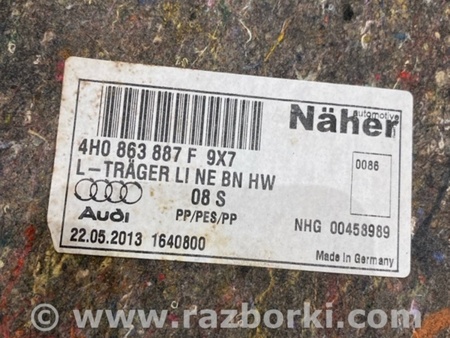 Näher
automotive
4H0 863 887 F 9X7
L-TRÄGER LI NE BN HW
0086
08 S
Audi
PP/PES/PP
NHG 00458989
22.05.2013 1640800
Made in Germany
© www.razborki.com